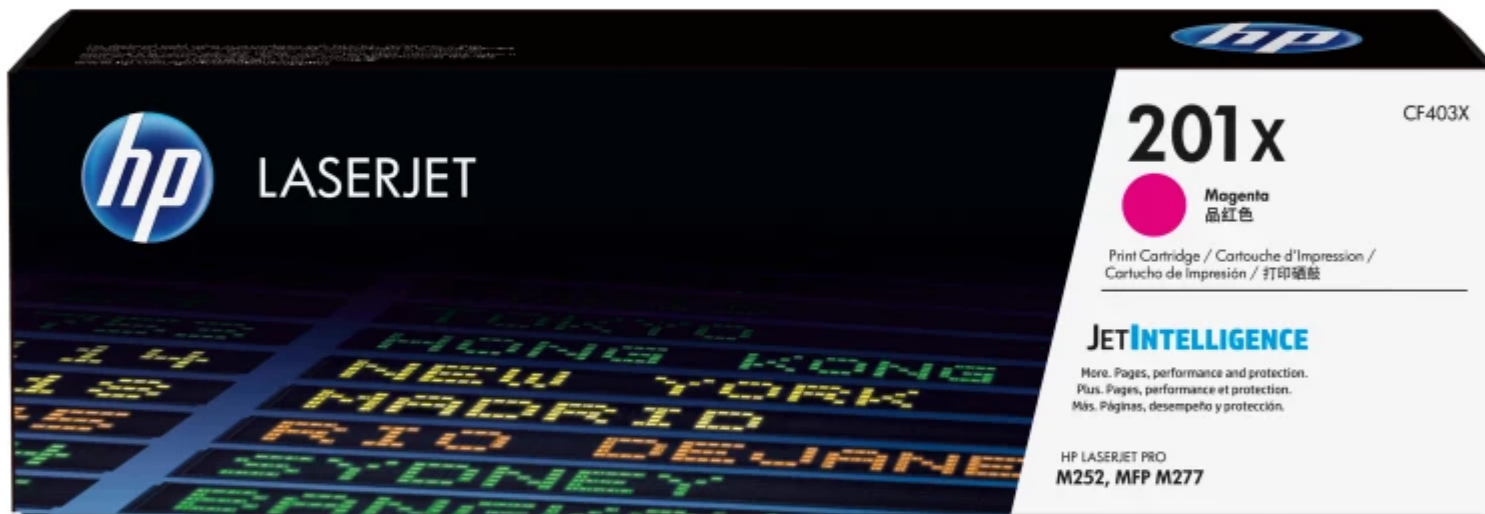 hp
hp
LASERJET
201x
CF403X
Magenta
品紅色
Print Cartridge / Cartouche d'Impression /
Cartucho de Impresión / 打印硒鼓
JETINTELLIGENCE
More. Pages, performance and protection.
Plus. Pages, performance et protection.
Más. Páginas, desempeño y protección.
HP LASERJET PRO
M252, MFP M277
TOKYO
HONG KONG
14 NEW YORK
MADRID
RIO DEJANE
SYDNEY